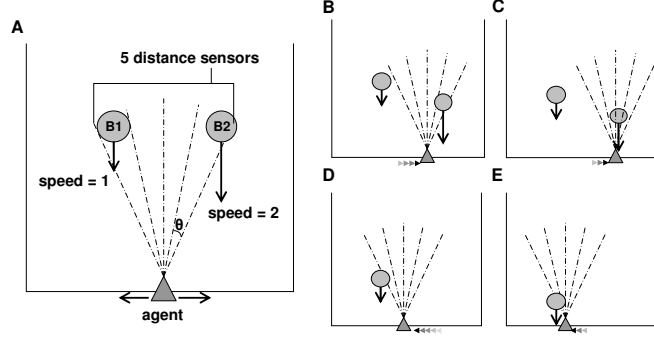 A
5 distance sensors
B1
B2
speed = 1
speed = 2
θ
agent
B
C
D
E